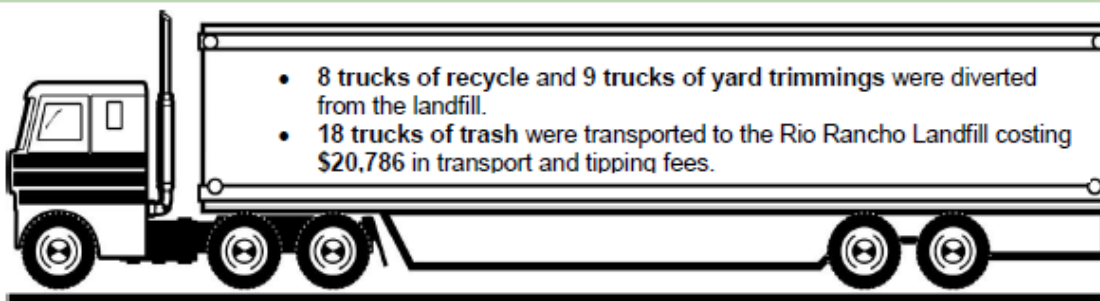 • 8 trucks of recycle and 9 trucks of yard trimmings were diverted
from the landfill.
• 18 trucks of trash were transported to the Rio Rancho Landfill costing
$20,786 in transport and tipping fees.